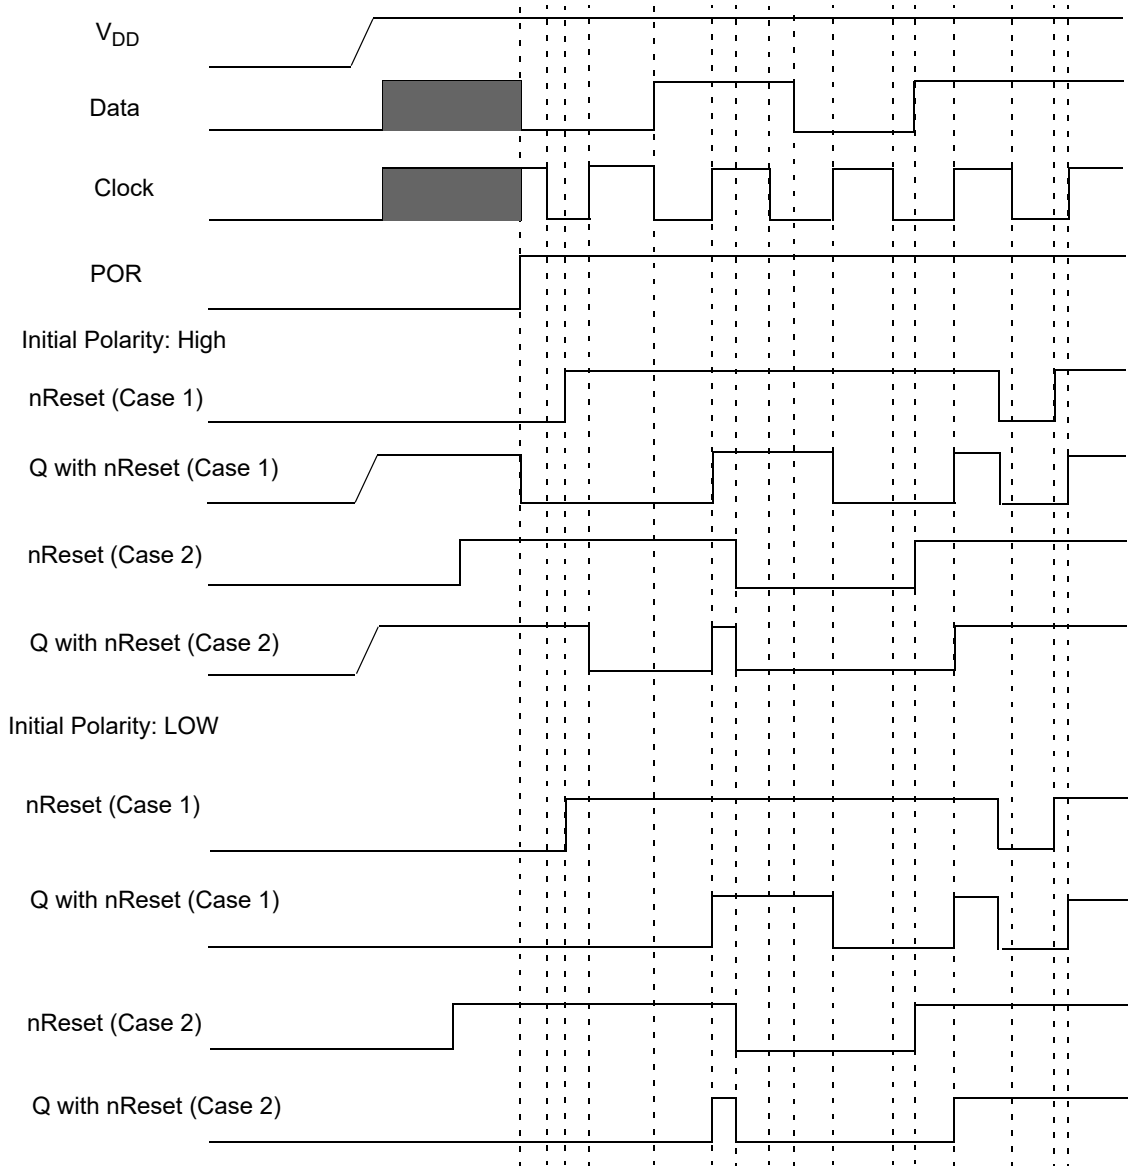 VDD
Data
Clock
POR
Initial Polarity: High
nReset (Case 1)
Q with nReset (Case 1)
nReset (Case 2)
Q with nReset (Case 2)
Initial Polarity: LOW
nReset (Case 1)
Q with nReset (Case 1)
nReset (Case 2)
Q with nReset (Case 2)